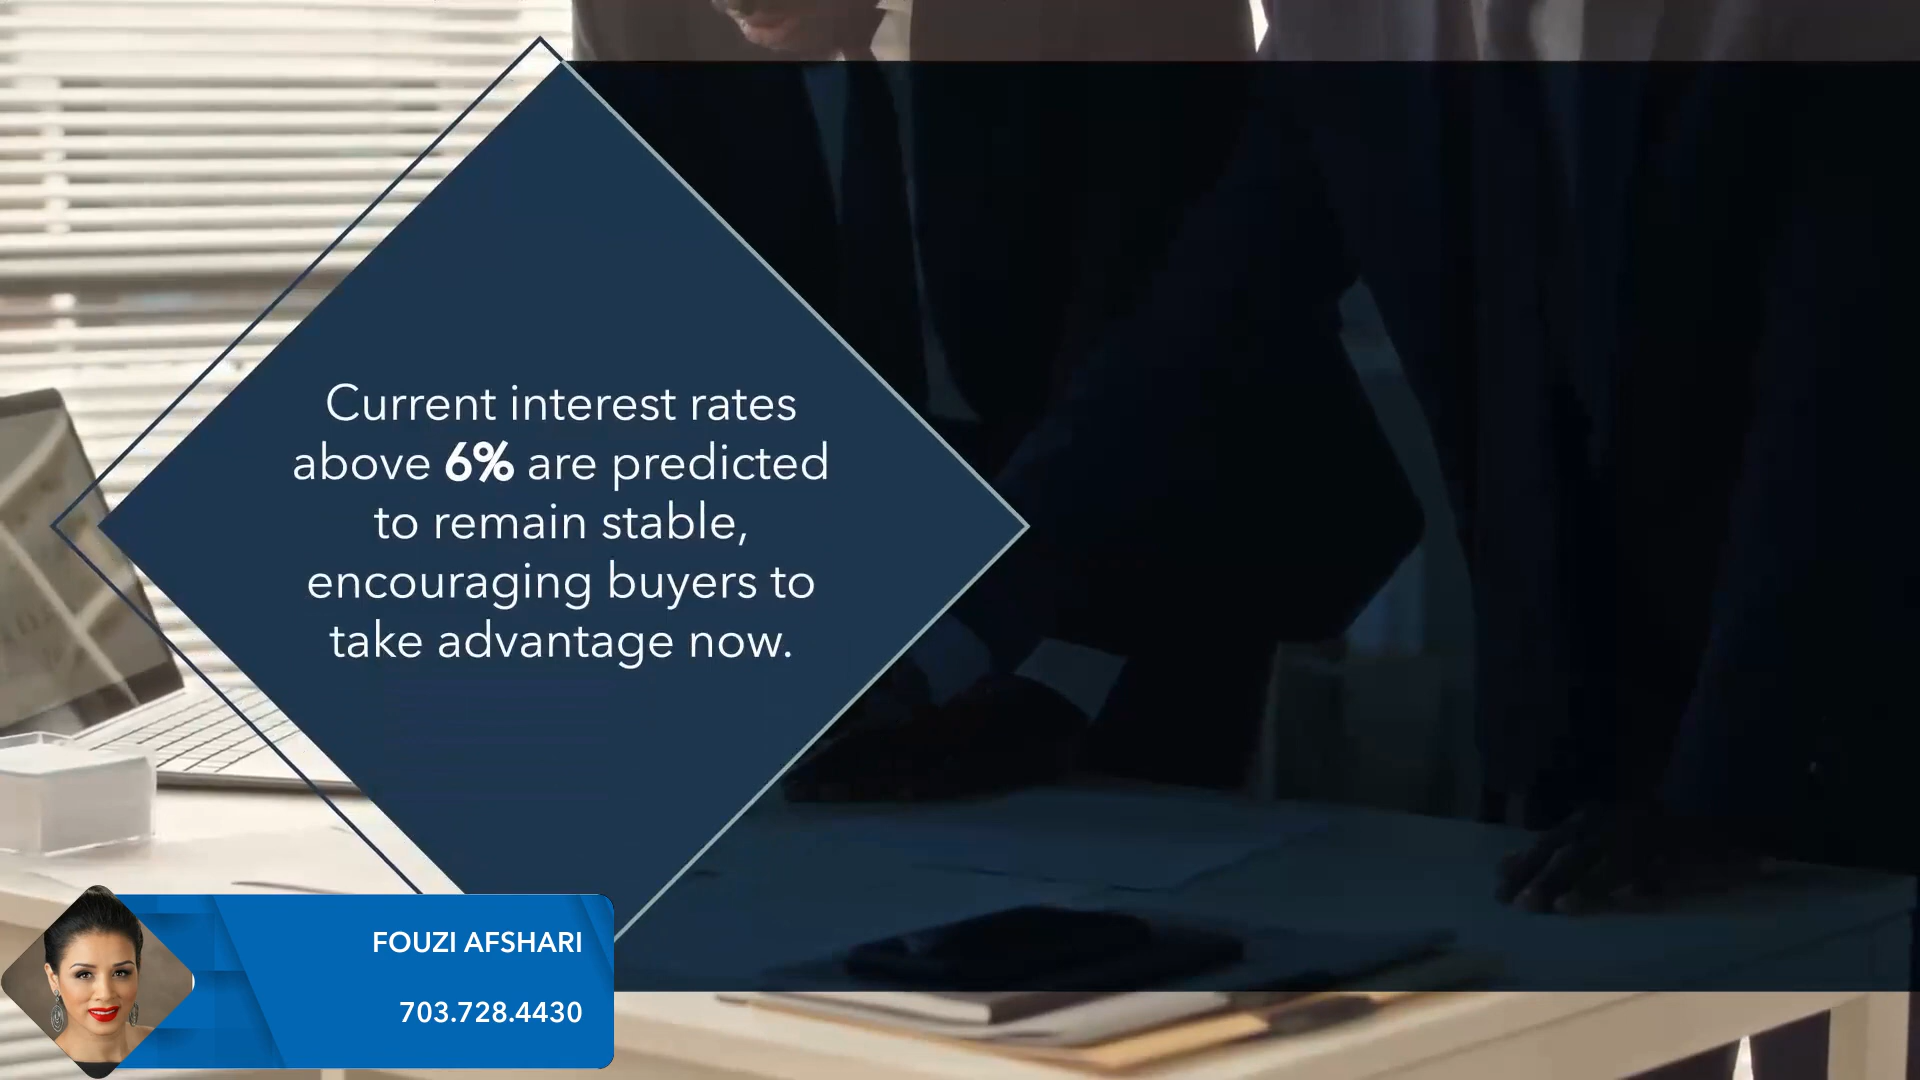 Current interest rates
above 6% are predicted
to remain stable,
encouraging buyers to
take advantage now.
FOUZI AFSHARI
703.728.4430